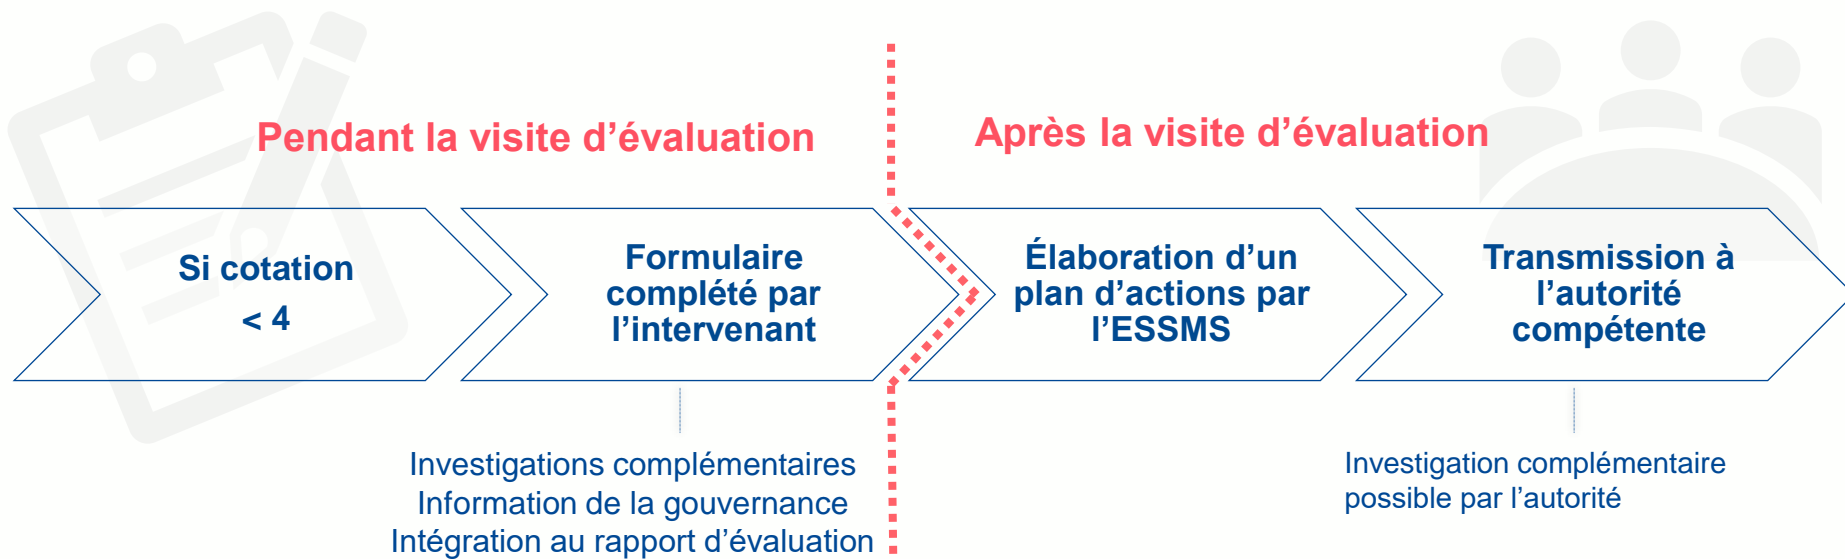 Pendant la visite d’évaluation
Après la visite d’évaluation
Si cotation
< 4
Formulaire
complété par
l’intervenant
Élaboration d’un
plan d’actions par
l’ESSMS
Transmission à
l’autorité
compétente
Investigations complémentaires
Information de la gouvernance
Intégration au rapport d’évaluation
Investigation complémentaire
possible par l’autorité